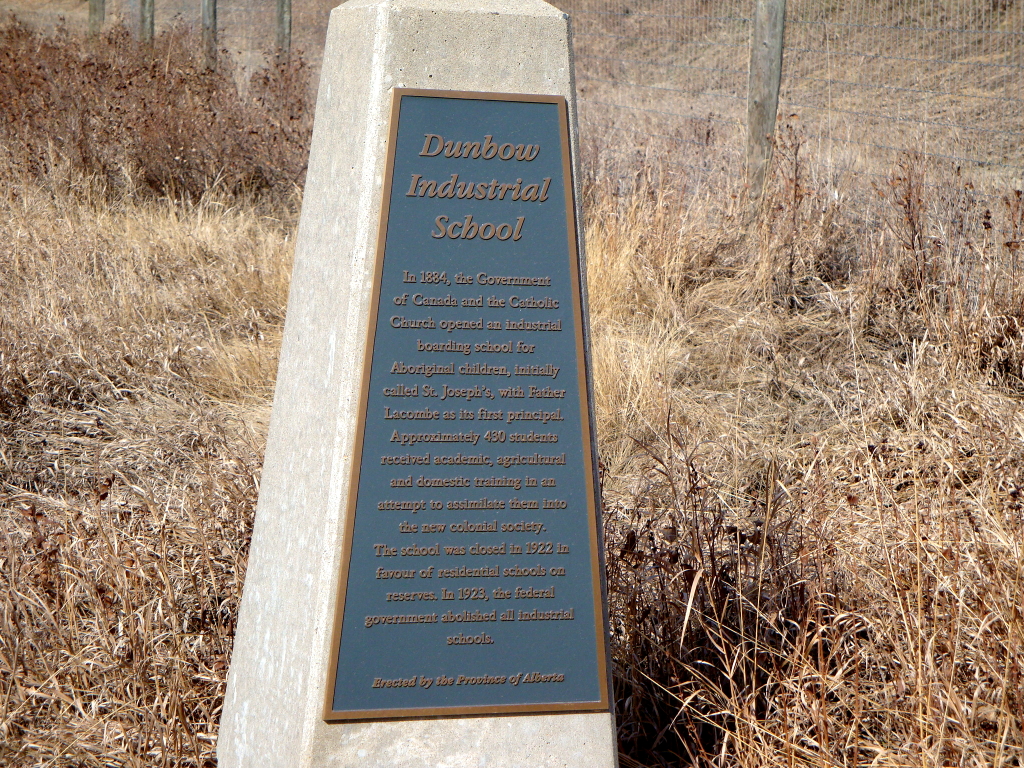 Dunbow
Industrial
School
In 1884, the Government
of Canada and the Catholic
Church opened an industrial
boarding school for
Aboriginal children, initially
called St. Joseph's, with Father
Lacombe as its first principal.
Approximately 430 students
received academic, agricultural
and domestic training in an
attempt to assimilate them into
the new colonial society.
The school was closed in 1922 in
favour of residential schools on
reserves. In 1923, the federal
government abolished all industrial
schools.
Erected by the Province of Alberta